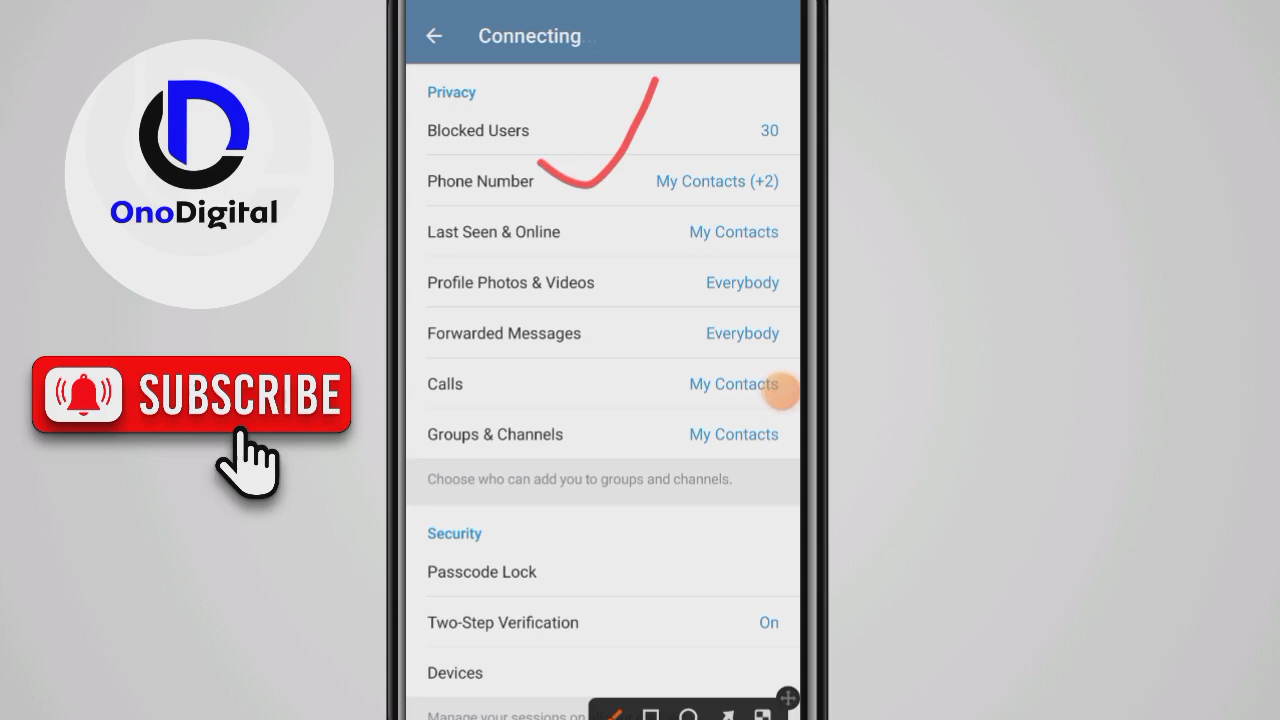 Connecting...
Privacy
Blocked Users 30
Phone Number My Contacts (+2)
Last Seen & Online My Contacts
Profile Photos & Videos Everybody
Forwarded Messages Everybody
Calls My Contacts
Groups & Channels My Contacts
Choose who can add you to groups and channels.
Security
Passcode Lock
Two-Step Verification On
Devices
Manage your sessions on
OnoDigital
SUBSCRIBE